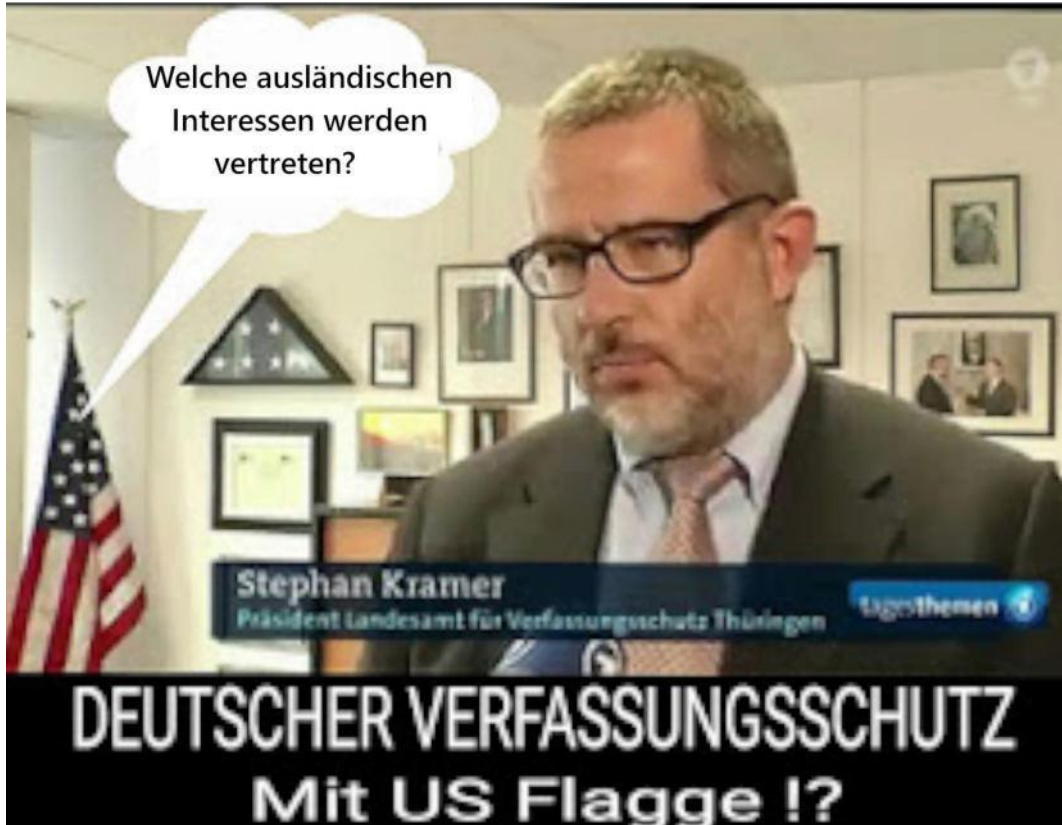 Welche ausländischen
Interessen werden
vertreten?
Stephan Kramer
Präsident Landesamt für Verfassungsschutz Thüringen
tagesthemen
DEUTSCHER VERFASSUNGSSCHUTZ
Mit US Flagge !?